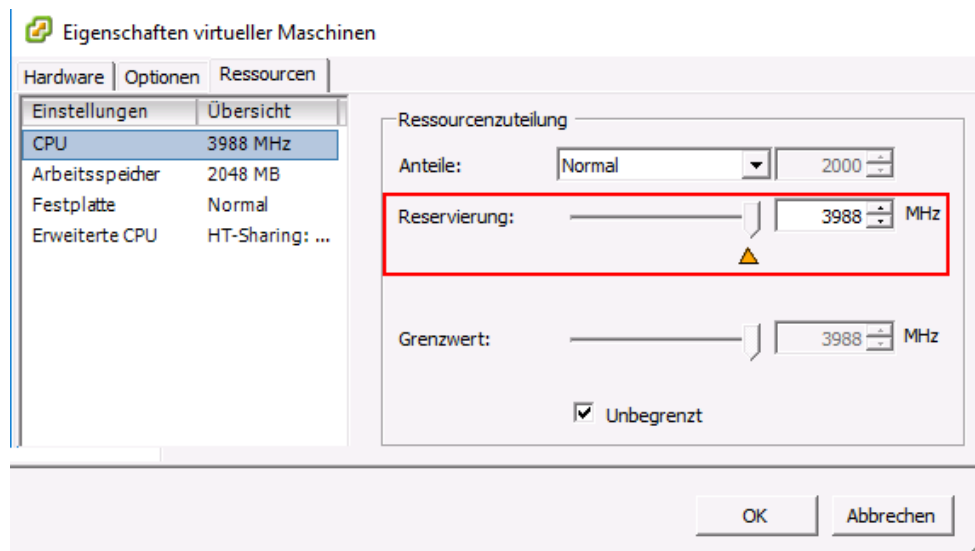 Eigenschaften virtueller Maschinen
Hardware Optionen Ressourcen
Einstellungen Übersicht
CPU 3988 MHz
Arbeitsspeicher 2048 MB
Festplatte Normal
Erweiterte CPU HT-Sharing: ...
Ressourcenzuteilung
Anteile: Normal 2000
Reservierung: 3988 MHz
Grenzwert: 3988 MHz
Unbegrenzt
OK Abbrechen